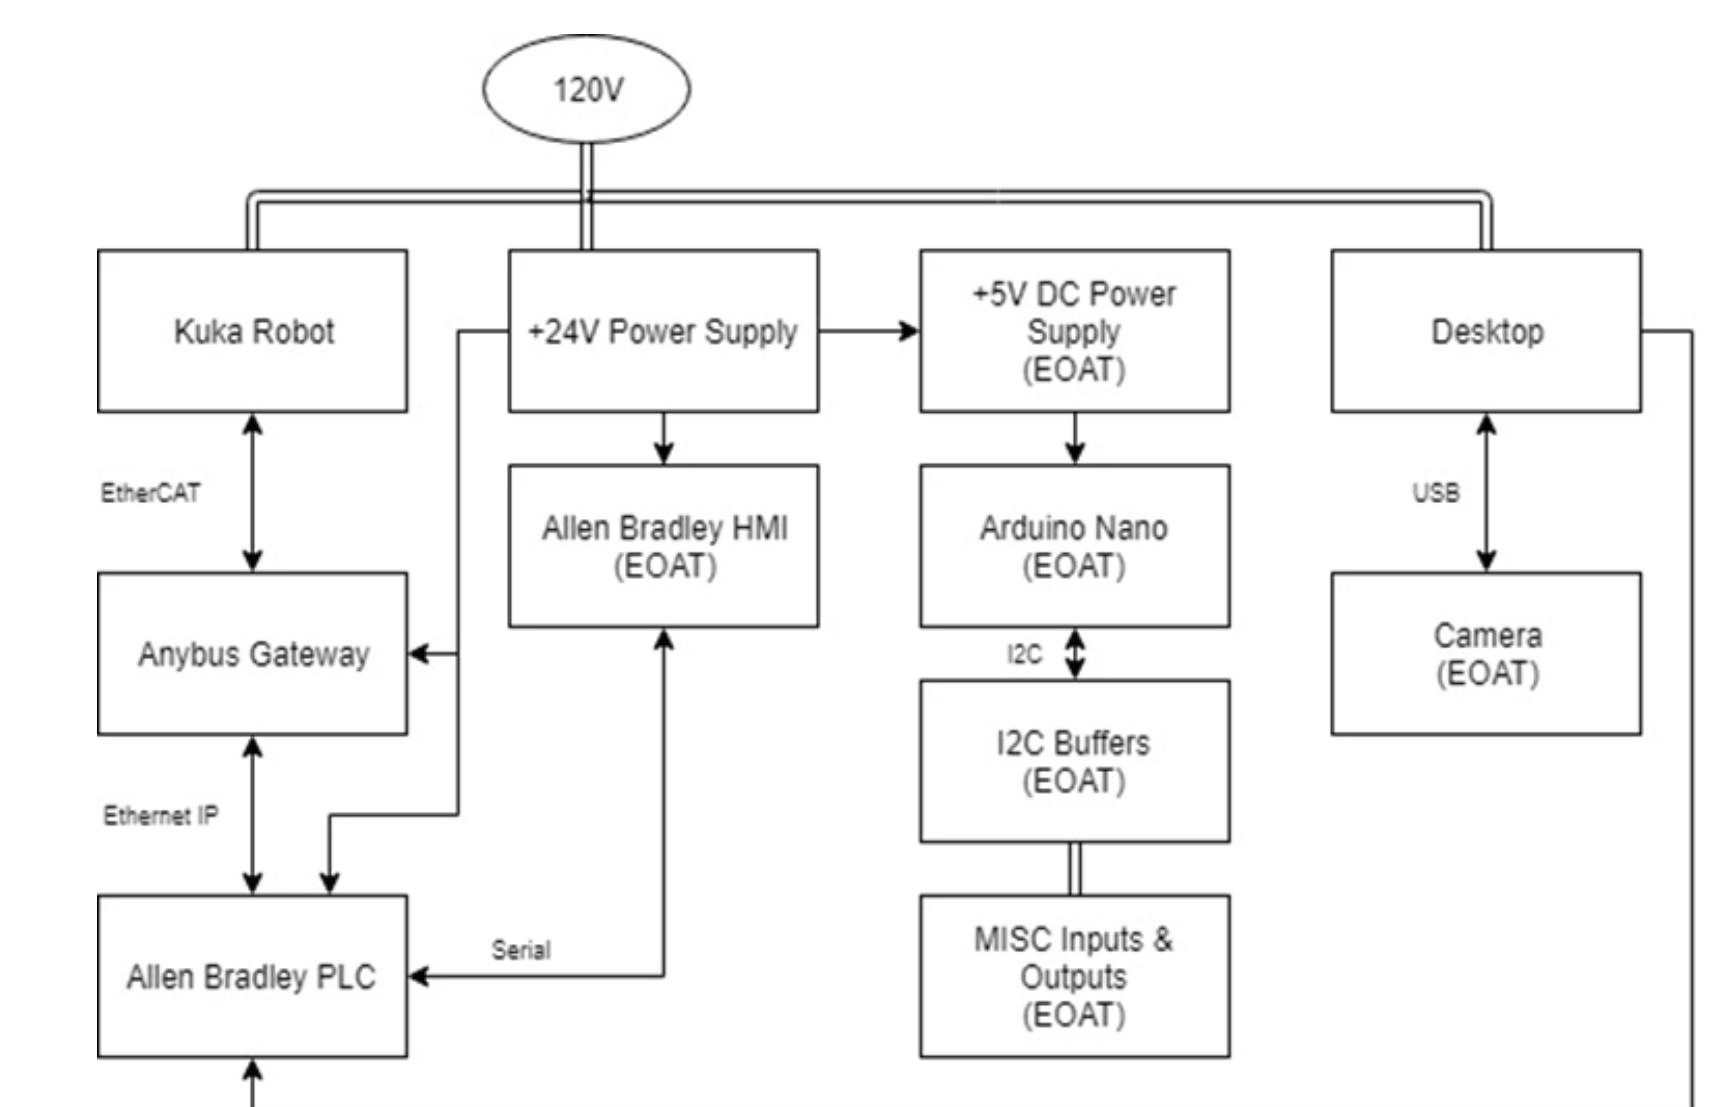 120V
Kuka Robot
+24V Power Supply
+5V DC Power
Supply
(EOAT)
Desktop
EtherCAT
USB
Allen Bradley HMI
(EOAT)
Arduino Nano
(EOAT)
Anybus Gateway
I2C
Camera
(EOAT)
I2C Buffers
(EOAT)
Ethernet IP
Serial
Allen Bradley PLC
MISC Inputs &
Outputs
(EOAT)